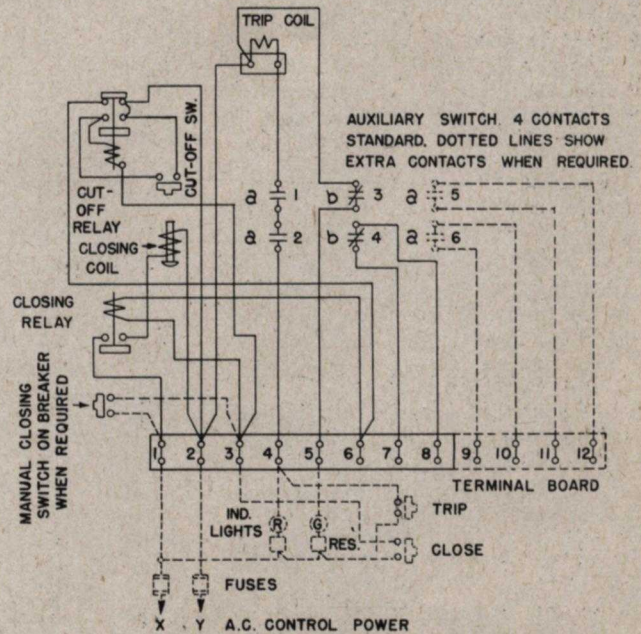 TRIP COIL
AUXILIARY SWITCH. 4 CONTACTS
STANDARD. DOTTED LINES SHOW
EXTRA CONTACTS WHEN REQUIRED.
CUT-OFF SW.
CUT-
OFF
RELAY
CLOSING
COIL
CLOSING
RELAY
a 1
b 3
a 5
a 2
b 4
a 6
MANUAL CLOSING
SWITCH ON BREAKER
WHEN REQUIRED
1 2 3 4 5 6 7 8 9 10 11 12
TERMINAL BOARD
IND.
LIGHTS
R
G
RES.
TRIP
CLOSE
FUSES
X Y A.C. CONTROL POWER